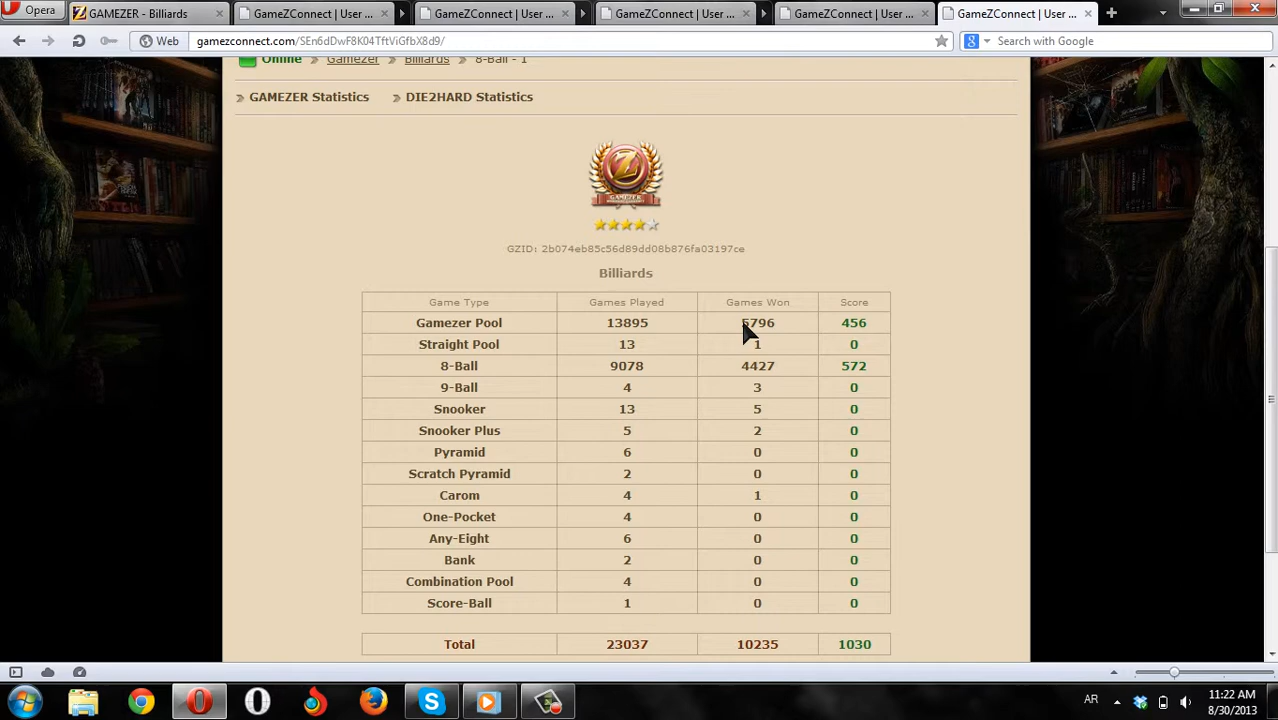 Opera
GAMEZER - Billiards
GameZConnect | User ...
GameZConnect | User ...
GameZConnect | User ...
GameZConnect | User ...
GameZConnect | User ...
Web
gamezconnect.com/SEn6dDwF8K04TftViGfbX8d9/
Search with Google
Online Gamezer Billiards 8-Ball - 1
GAMEZER Statistics DIE2HARD Statistics
Z
GAMEZER
GZID: 2b074eb85c56d89dd08b876fa03197ce
Billiards
Game Type Games Played Games Won Score
Gamezer Pool 13895 5796 456
Straight Pool 13 1 0
8-Ball 9078 4427 572
9-Ball 4 3 0
Snooker 13 5 0
Snooker Plus 5 2 0
Pyramid 6 0 0
Scratch Pyramid 2 0 0
Carom 4 1 0
One-Pocket 4 0 0
Any-Eight 6 0 0
Bank 2 0 0
Combination Pool 4 0 0
Score-Ball 1 0 0
Total 23037 10235 1030
AR
11:22 AM
8/30/2013